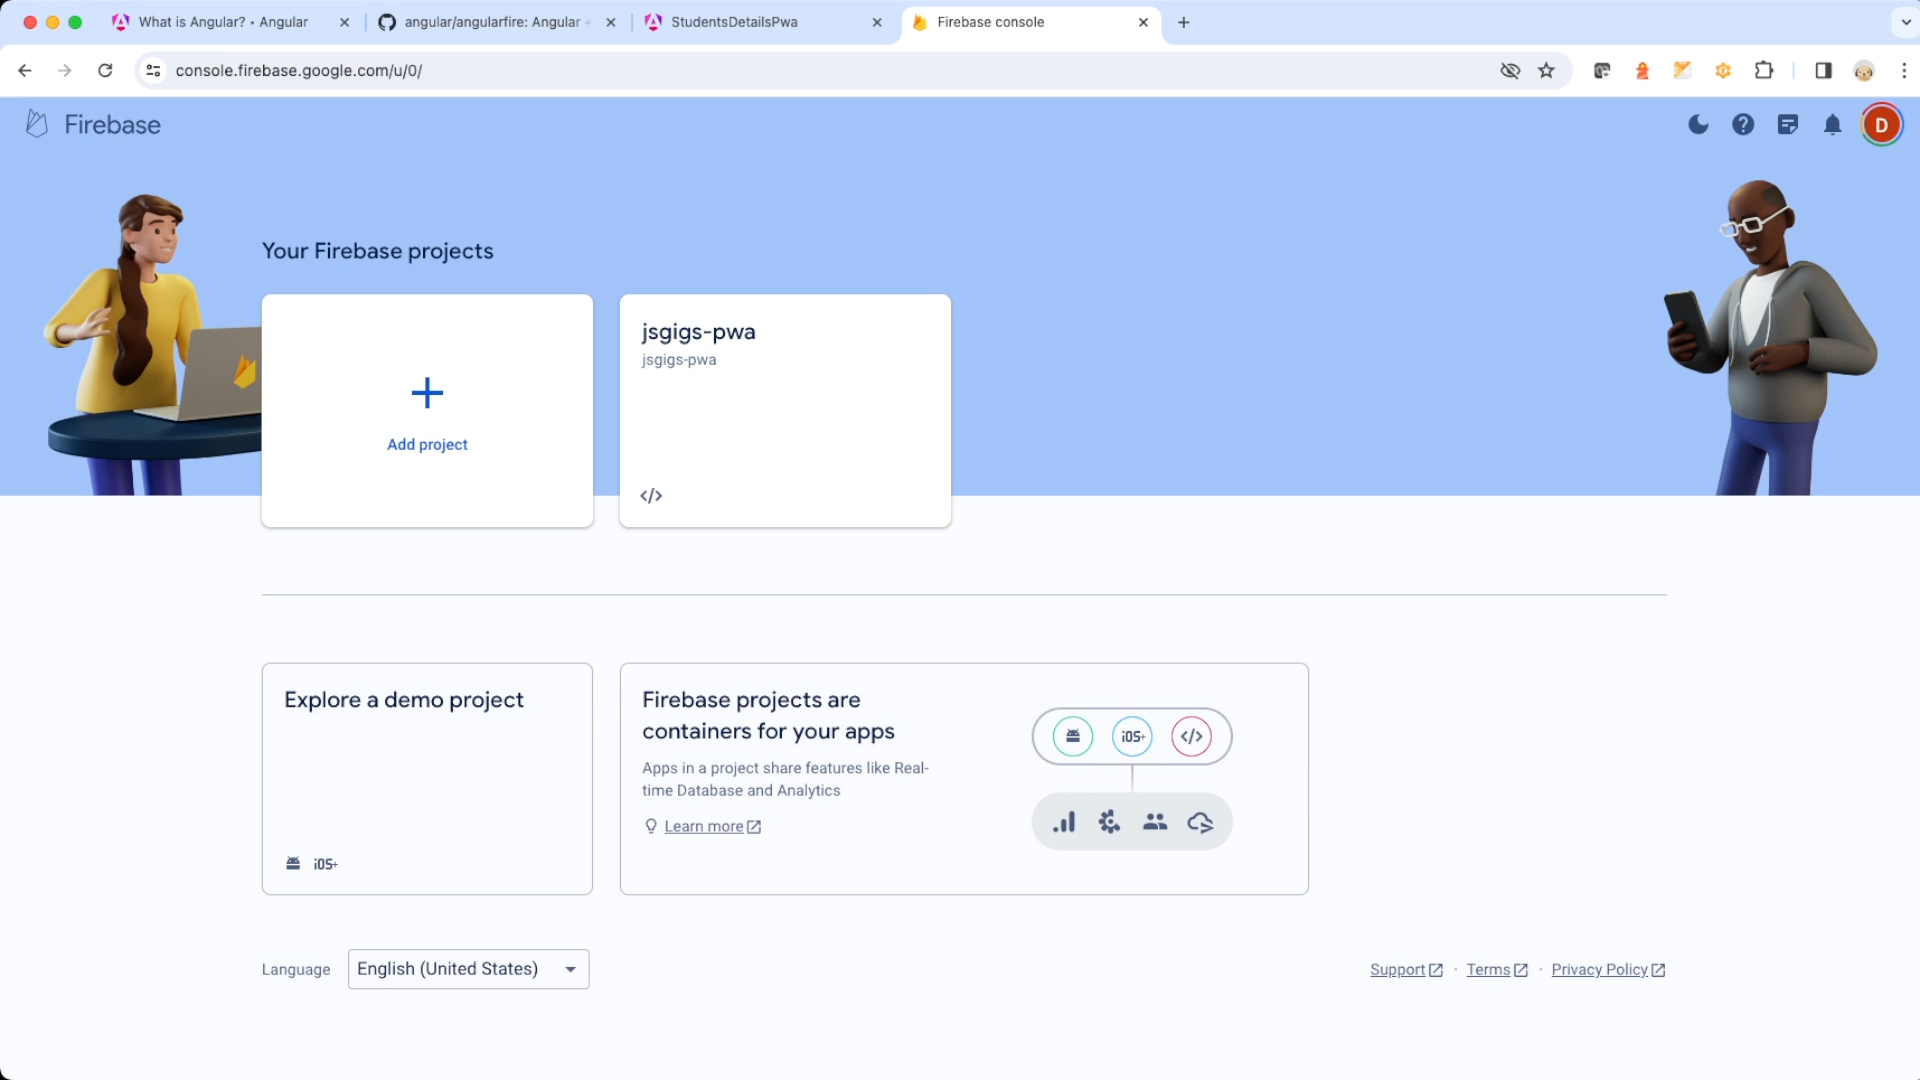 What is Angular? • Angular
angular/angularfire: Angular +
StudentsDetailsPwa
Firebase console
console.firebase.google.com/u/0/
Firebase
D
Your Firebase projects
Add project
jsgigs-pwa
jsgigs-pwa
</>
Explore a demo project
iOS+
Firebase projects are
containers for your apps
Apps in a project share features like Real-
time Database and Analytics
Learn more
iOS+
</>
Language
English (United States)
Support · Terms · Privacy Policy